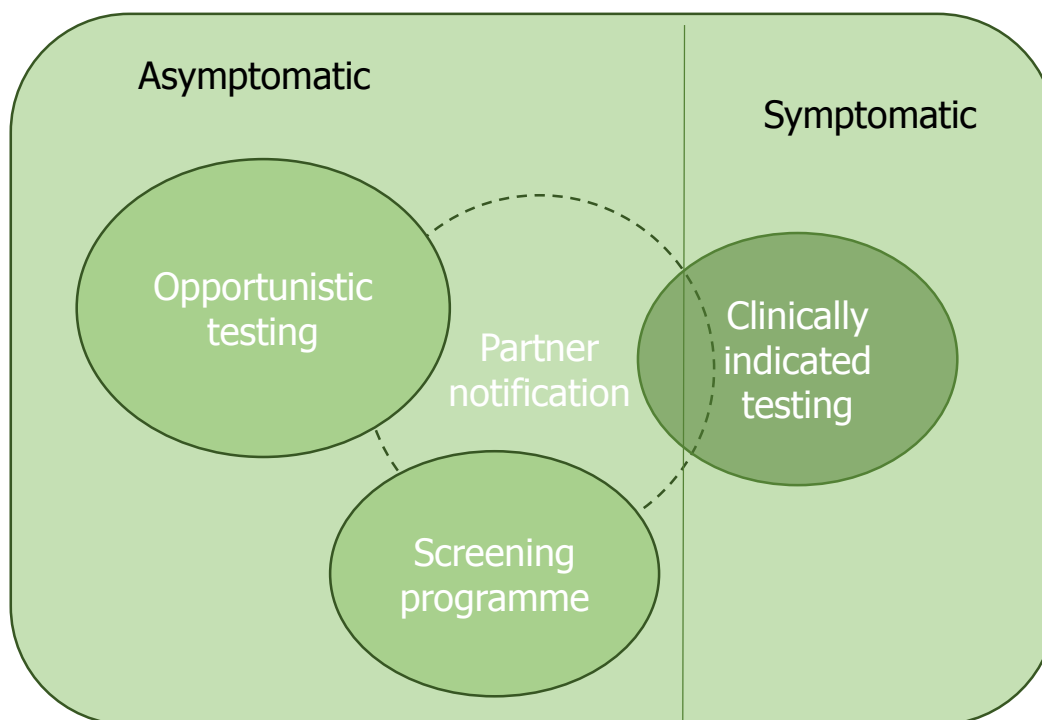 Asymptomatic
Symptomatic
Opportunistic
testing
Partner
notification
Clinically
indicated
testing
Screening
programme